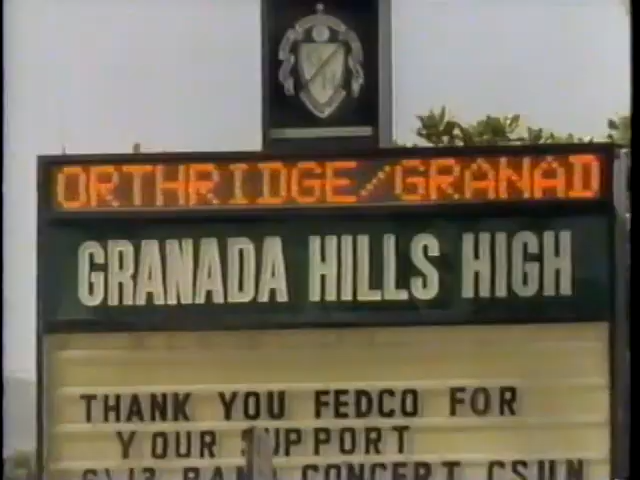 ORTHRIDGE/GRANAD
GRANADA HILLS HIGH
THANK YOU FEDCO FOR
YOUR SUPPORT
CONCERT CSUN